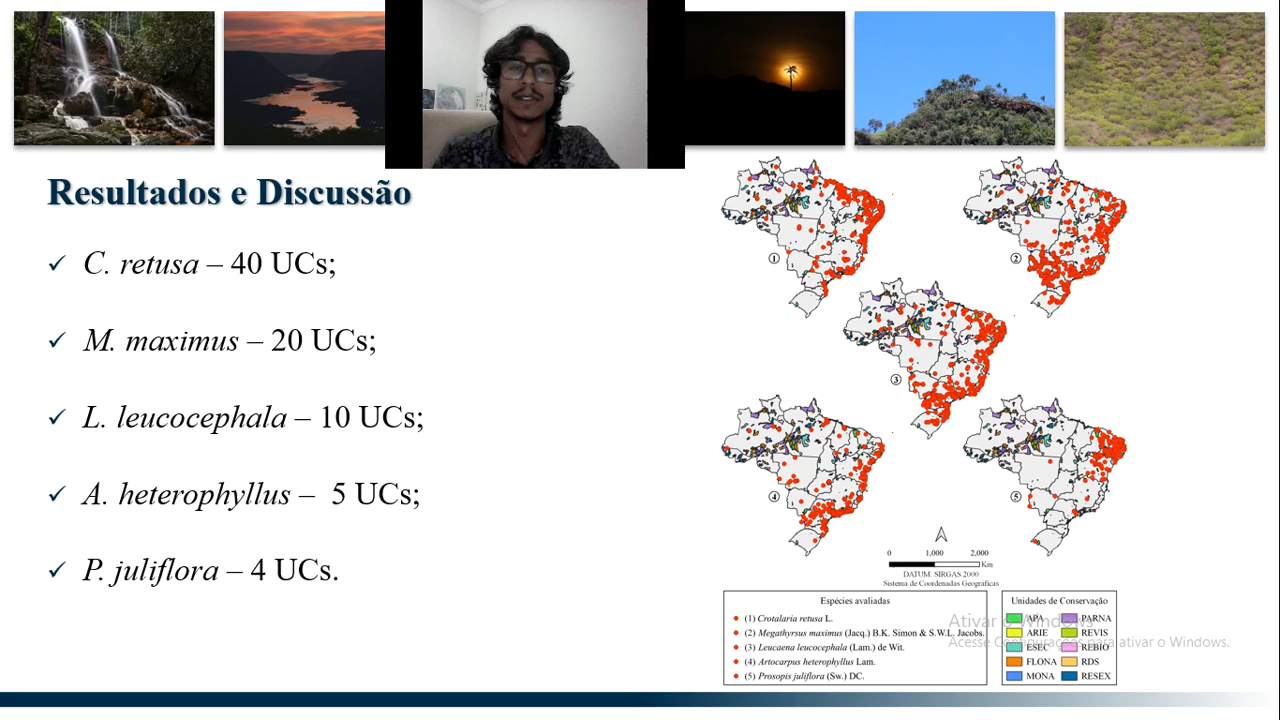 Resultados e Discussão
✓ C. retusa – 40 UCs;
✓ M. maximus – 20 UCs;
✓ L. leucocephala – 10 UCs;
✓ A. heterophyllus – 5 UCs;
✓ P. juliflora – 4 UCs.
①
②
③
④
⑤
0 1,000 2,000
Km
DATUM: SIRGAS 2000
Sistema de Coordenadas Geográficas
Espécies avaliadas
(1) Crotalaria retusa L.
(2) Megathyrsus maximus (Jacq.) B.K. Simon & S.W.L. Jacobs.
(3) Leucaena leucocephala (Lam.) de Wit.
(4) Artocarpus heterophyllus Lam.
(5) Prosopis juliflora (Sw.) DC.
Unidades de Conservação
APA PARNA
ARIE REVIS
ESEC REBIO
FLONA RDS
MONA RESEX
Ativar o Windows
Acesse Configurações para ativar o Windows.